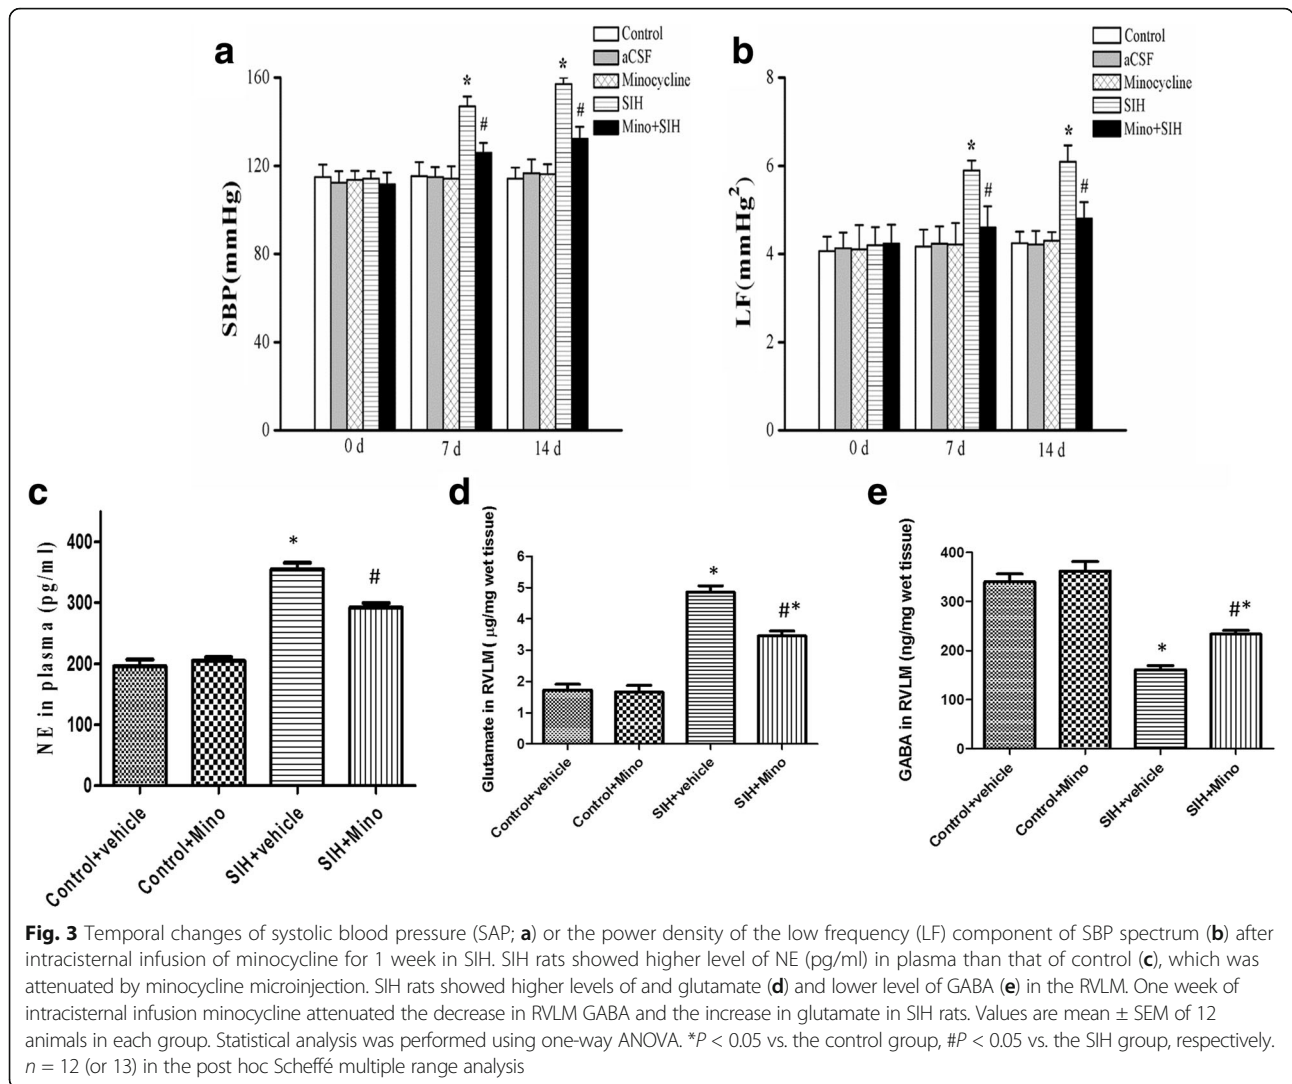 a
Control
aCSF
Minocycline
SIH
Mino+SIH
SBP(mmHg)
160
120
80
40
0
* # * #
0 d 7 d 14 d
b
Control
aCSF
Minocycline
SIH
Mino+SIH
LF(mmHg²)
8
6
4
2
0
* # * #
0 d 7 d 14 d
c
NE in plasma (pg/ml)
400
300
200
100
0
* #
Control+vehicle
Control+Mino
SIH+vehicle
SIH+Mino
d
Glutamate in RVLM ( μg/mg wet tissue)
6
5
4
3
2
1
0
* #*
Control+vehicle
Control+Mino
SIH+vehicle
SIH+Mino
e
GABA in RVLM (ng/mg wet tissue)
400
300
200
100
0
* #*
Control+vehicle
Control+Mino
SIH+vehicle
SIH+Mino
Fig. 3 Temporal changes of systolic blood pressure (SAP; a) or the power density of the low frequency (LF) component of SBP spectrum (b) after
intracisternal infusion of minocycline for 1 week in SIH. SIH rats showed higher level of NE (pg/ml) in plasma than that of control (c), which was
attenuated by minocycline microinjection. SIH rats showed higher levels of and glutamate (d) and lower level of GABA (e) in the RVLM. One week of
intracisternal infusion minocycline attenuated the decrease in RVLM GABA and the increase in glutamate in SIH rats. Values are mean ± SEM of 12
animals in each group. Statistical analysis was performed using one-way ANOVA. *P < 0.05 vs. the control group, #P < 0.05 vs. the SIH group, respectively.
n = 12 (or 13) in the post hoc Scheffé multiple range analysis